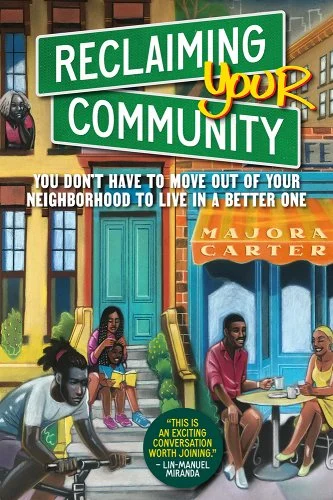 RECLAIMING
YOUR
COMMUNITY
YOU DON'T HAVE TO MOVE OUT OF YOUR
NEIGHBORHOOD TO LIVE IN A BETTER ONE
FE
MAJORA
CARTER
"THIS IS
AN EXCITING
CONVERSATION
WORTH JOINING."
– LIN-MANUEL
MIRANDA